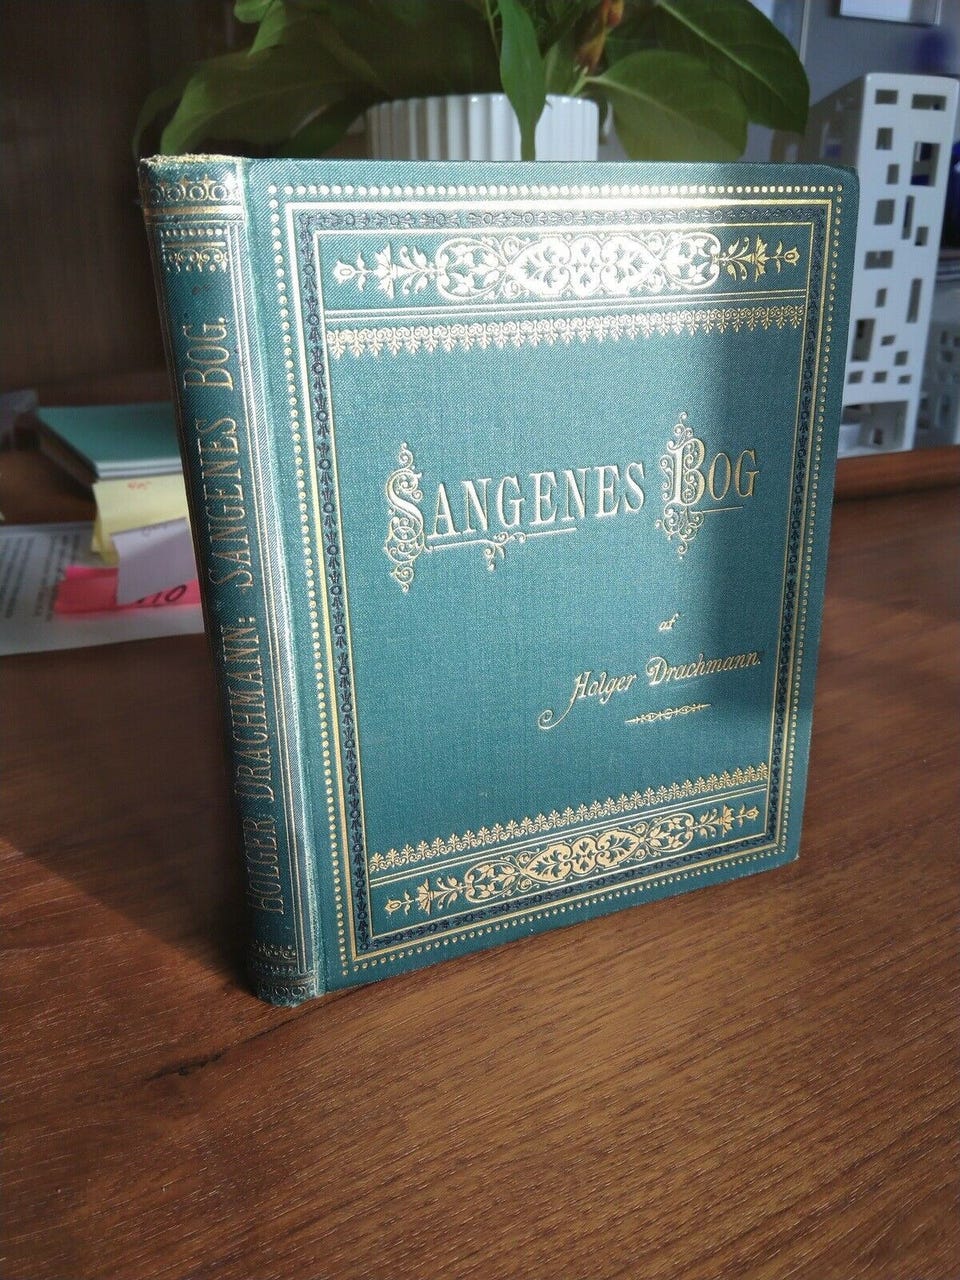 SANGENES BOG
af
Holger Drachmann.
HOLGER DRACHMANN: SANGENES BOG.